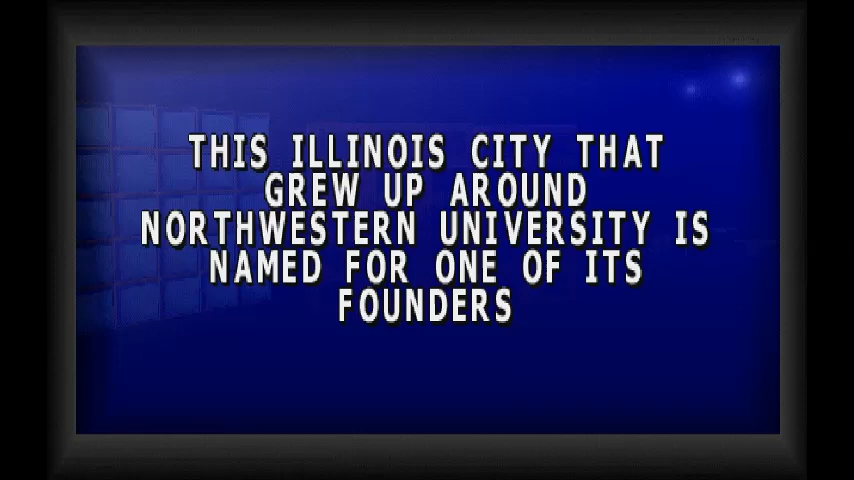 THIS ILLINOIS CITY THAT
GREW UP AROUND
NORTHWESTERN UNIVERSITY IS
NAMED FOR ONE OF ITS
FOUNDERS